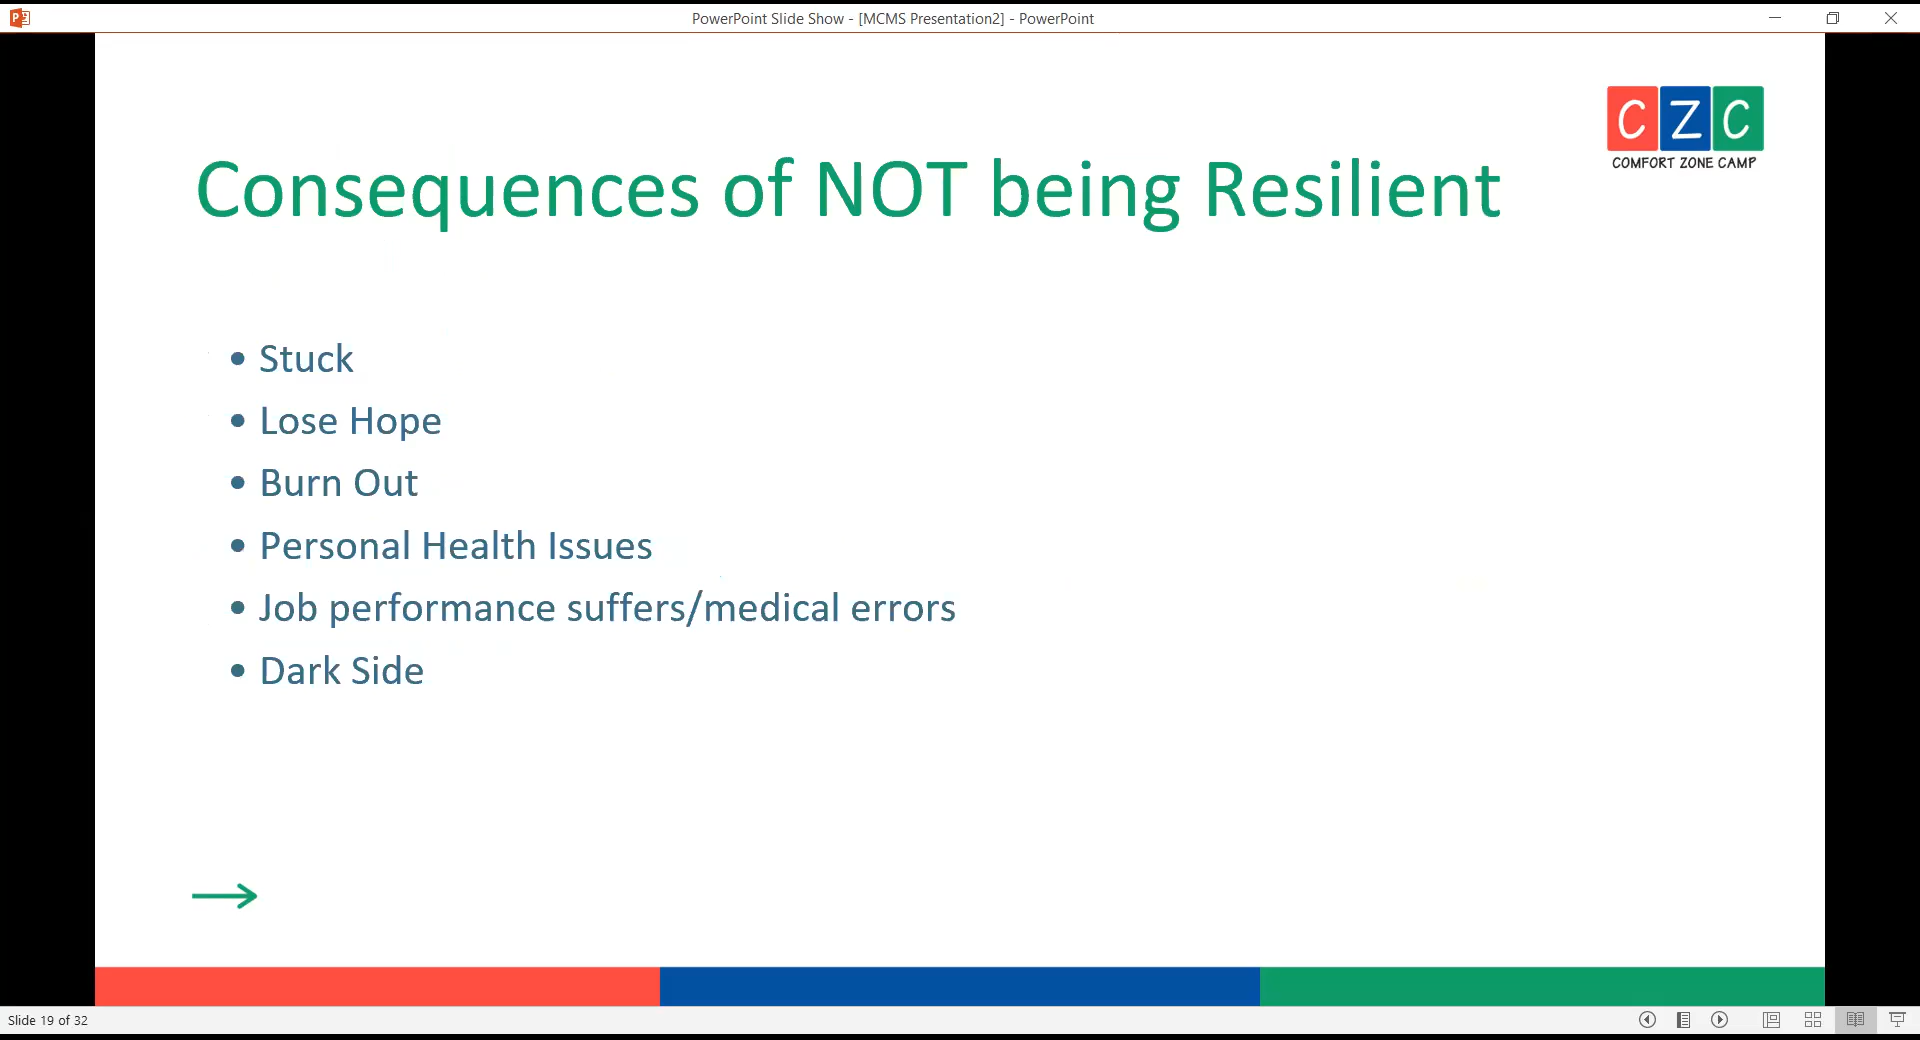 PowerPoint Slide Show - [MCMS Presentation2] - PowerPoint
C Z C
COMFORT ZONE CAMP
Consequences of NOT being Resilient
• Stuck
• Lose Hope
• Burn Out
• Personal Health Issues
• Job performance suffers/medical errors
• Dark Side
Slide 19 of 32